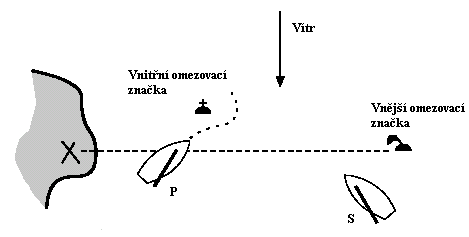 Vítr
Vnitřní omezovací
značka
Vnější omezovací
značka
P
S